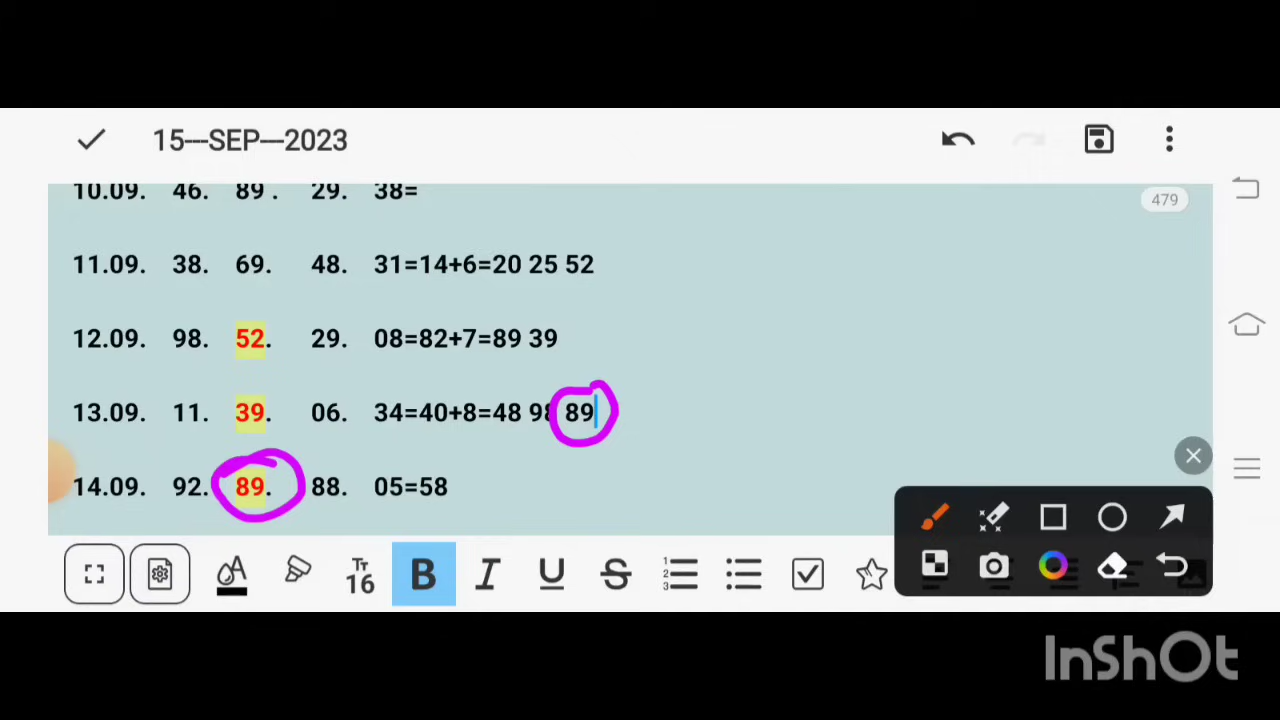 15---SEP---2023
479
10.09. 46. 89 . 29. 38=
11.09. 38. 69. 48. 31=14+6=20 25 52
12.09. 98. 52. 29. 08=82+7=89 39
13.09. 11. 39. 06. 34=40+8=48 98 89
14.09. 92. 89. 88. 05=58
Tт 16 B I U S
InShOt